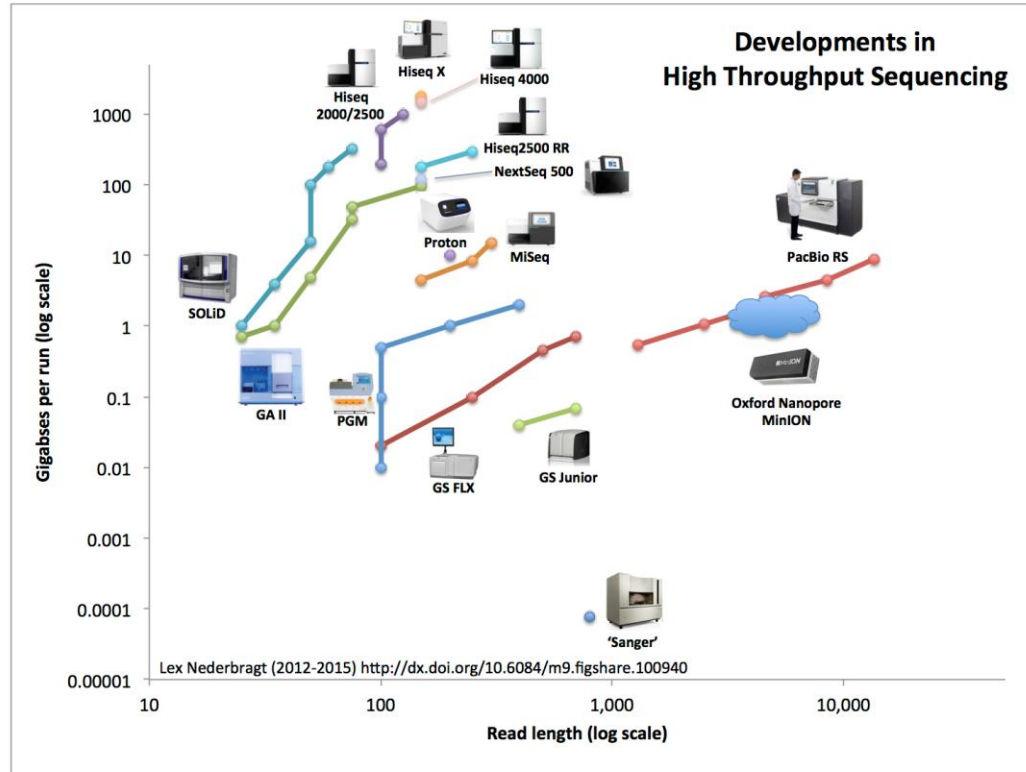 Developments in
High Throughput Sequencing
Hiseq X
Hiseq 4000
Hiseq
2000/2500
Hiseq2500 RR
NextSeq 500
Proton
MiSeq
PacBio RS
SOLiD
GA II
PGM
GS FLX
GS Junior
Oxford Nanopore
MinION
'Sanger'
Gigabses per run (log scale)
1000
100
10
1
0.1
0.01
0.001
0.0001
0.00001
Lex Nederbragt (2012-2015) http://dx.doi.org/10.6084/m9.figshare.100940
10
100
1,000
10,000
Read length (log scale)